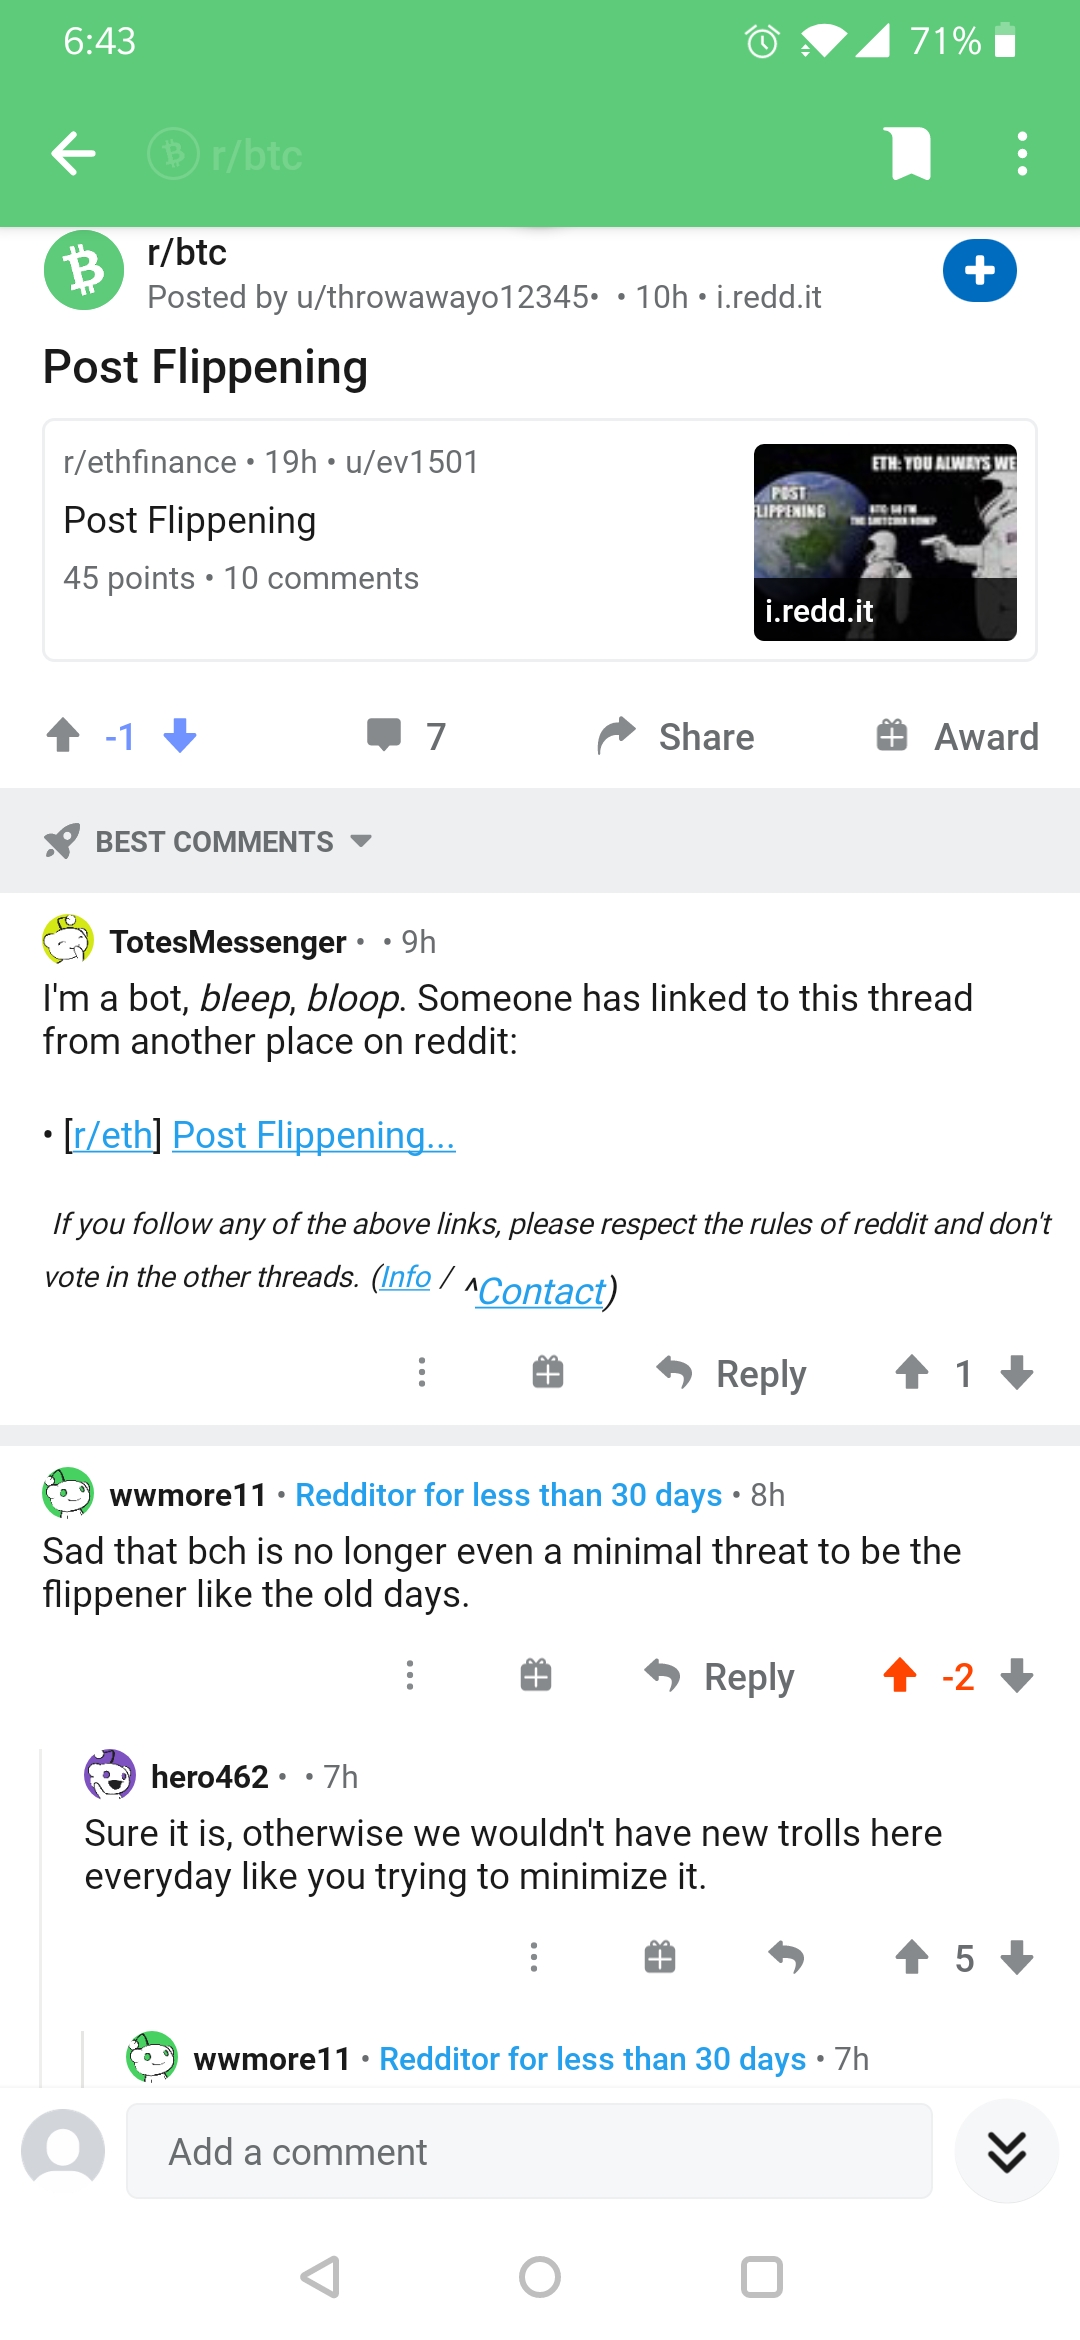 6:43
71%
r/btc
r/btc
Posted by u/throwawayo12345• • 10h • i.redd.it
Post Flippening
r/ethfinance • 19h • u/ev1501
Post Flippening
45 points • 10 comments
ETH: YOU ALWAYS WE
POST
FLIPPENING
i.redd.it
-1
7
Share
Award
BEST COMMENTS
TotesMessenger • • 9h
I'm a bot, bleep, bloop. Someone has linked to this thread
from another place on reddit:
• [r/eth] Post Flippening...
If you follow any of the above links, please respect the rules of reddit and don't
vote in the other threads. (Info / ^Contact)
Reply
1
wwmore11 • Redditor for less than 30 days • 8h
Sad that bch is no longer even a minimal threat to be the
flippener like the old days.
Reply
-2
hero462 • • 7h
Sure it is, otherwise we wouldn't have new trolls here
everyday like you trying to minimize it.
5
wwmore11 • Redditor for less than 30 days • 7h
Add a comment